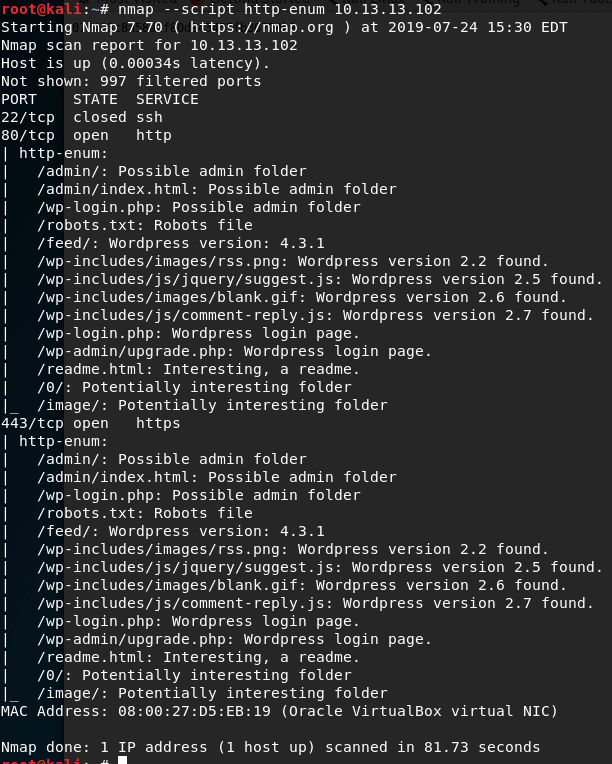 root@kali:~# nmap --script http-enum 10.13.13.102
Starting Nmap 7.70 ( https://nmap.org ) at 2019-07-24 15:30 EDT
Nmap scan report for 10.13.13.102
Host is up (0.00034s latency).
Not shown: 997 filtered ports
PORT    STATE  SERVICE
22/tcp  closed ssh
80/tcp  open   http
| http-enum:
|   /admin/: Possible admin folder
|   /admin/index.html: Possible admin folder
|   /wp-login.php: Possible admin folder
|   /robots.txt: Robots file
|   /feed/: Wordpress version: 4.3.1
|   /wp-includes/images/rss.png: Wordpress version 2.2 found.
|   /wp-includes/js/jquery/suggest.js: Wordpress version 2.5 found.
|   /wp-includes/images/blank.gif: Wordpress version 2.6 found.
|   /wp-includes/js/comment-reply.js: Wordpress version 2.7 found.
|   /wp-login.php: Wordpress login page.
|   /wp-admin/upgrade.php: Wordpress login page.
|   /readme.html: Interesting, a readme.
|   /0/: Potentially interesting folder
|_  /image/: Potentially interesting folder
443/tcp open   https
| http-enum:
|   /admin/: Possible admin folder
|   /admin/index.html: Possible admin folder
|   /wp-login.php: Possible admin folder
|   /robots.txt: Robots file
|   /feed/: Wordpress version: 4.3.1
|   /wp-includes/images/rss.png: Wordpress version 2.2 found.
|   /wp-includes/js/jquery/suggest.js: Wordpress version 2.5 found.
|   /wp-includes/images/blank.gif: Wordpress version 2.6 found.
|   /wp-includes/js/comment-reply.js: Wordpress version 2.7 found.
|   /wp-login.php: Wordpress login page.
|   /wp-admin/upgrade.php: Wordpress login page.
|   /readme.html: Interesting, a readme.
|   /0/: Potentially interesting folder
|_  /image/: Potentially interesting folder
MAC Address: 08:00:27:D5:EB:19 (Oracle VirtualBox virtual NIC)
Nmap done: 1 IP address (1 host up) scanned in 81.73 seconds
root@kali:~#